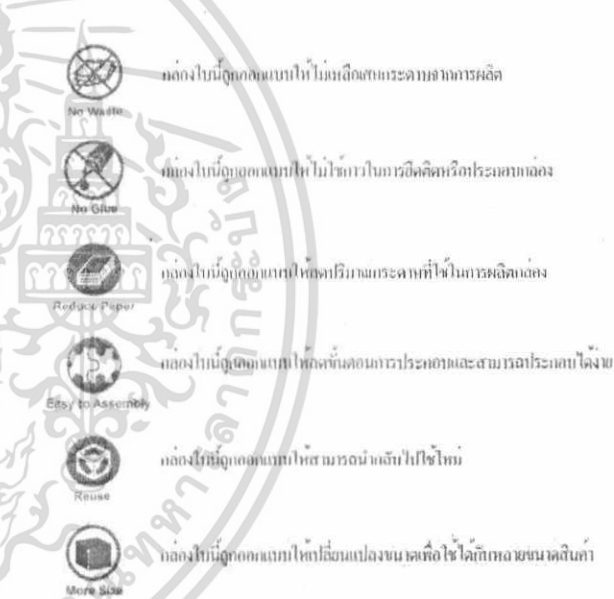 กล่องใบนี้ถูกออกแบบให้ไม่เหลือเศษกระดาษจากการผลิต
No Waste
กล่องใบนี้ถูกออกแบบให้ไม่ใช้กาวในการยึดติดหรือประกอบกล่อง
No Glue
กล่องใบนี้ถูกออกแบบให้ลดปริมาณกระดาษที่ใช้ในการผลิตกล่อง
Reduce Paper
กล่องใบนี้ถูกออกแบบให้ลดขั้นตอนการประกอบและสามารถประกอบได้ง่าย
Easy to Assembly
กล่องใบนี้ถูกออกแบบให้สามารถนำกลับไปใช้ใหม่
Reuse
กล่องใบนี้ถูกออกแบบให้เปลี่ยนแปลงขนาดเพื่อใช้ได้กับหลายขนาดสินค้า
More Size